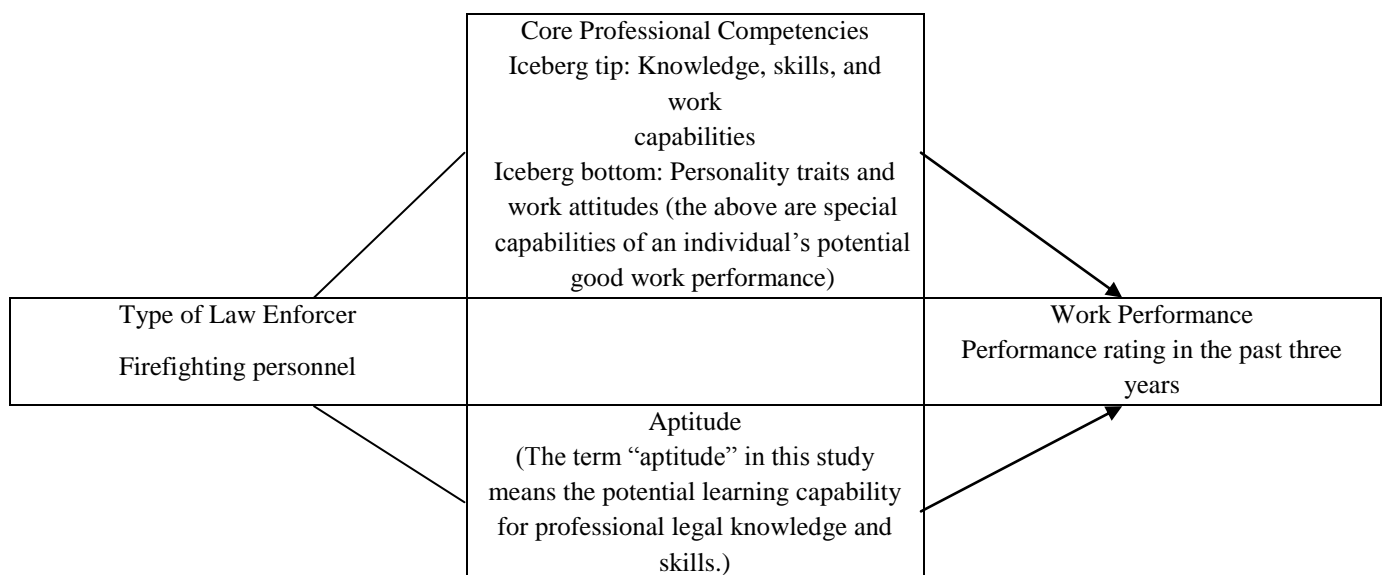 Core Professional Competencies
Iceberg tip: Knowledge, skills, and
work
capabilities
Iceberg bottom: Personality traits and
work attitudes (the above are special
capabilities of an individual’s potential
good work performance)
Type of Law Enforcer
Firefighting personnel
Work Performance
Performance rating in the past three
years
Aptitude
(The term “aptitude” in this study
means the potential learning capability
for professional legal knowledge and
skills.)